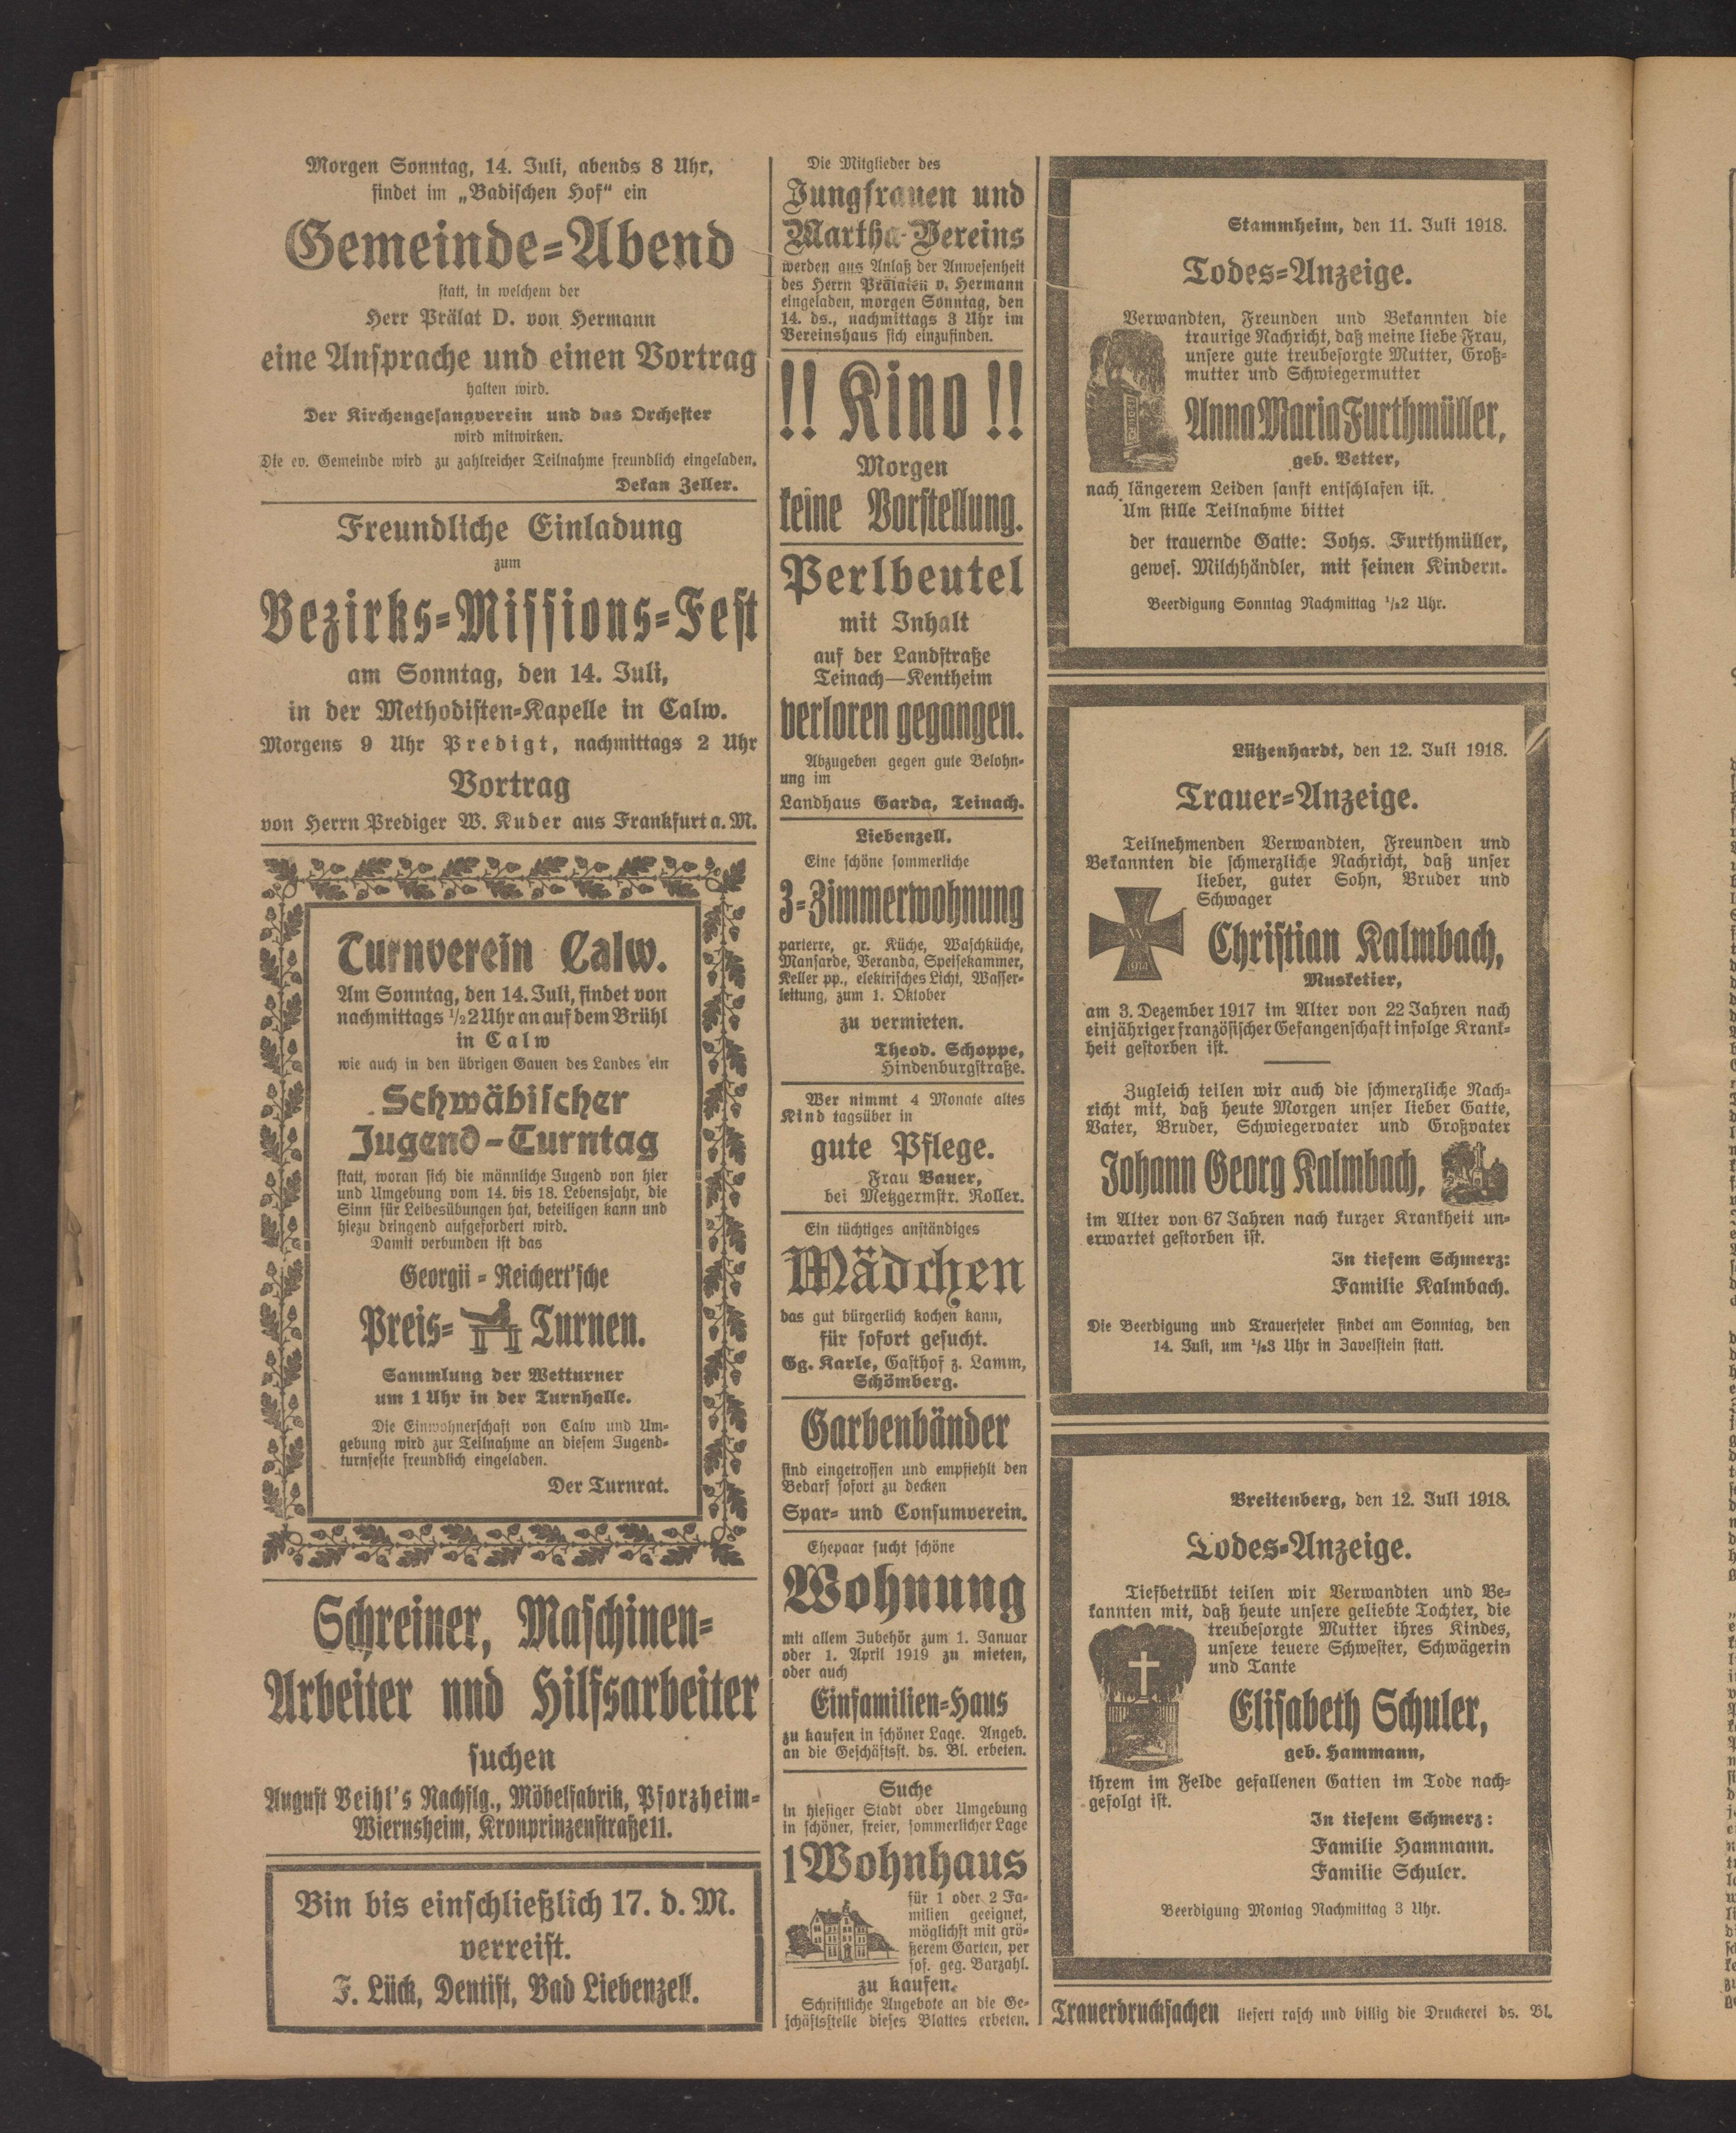 Morgen Sonntag, 14. Juli, abends 8 Uhr,
findet im „Badischen Hof“ ein
Gemeinde=Abend
statt, in welchem der
Herr Prälat D. von Hermann
eine Ansprache und einen Vortrag
halten wird.
Der Kirchengesangverein und das Orchester
wird mitwirken.
Die ev. Gemeinde wird zu zahlreicher Teilnahme freundlich eingeladen.
Dekan Zeller.
Freundliche Einladung
zum
Bezirks=Missions=Fest
am Sonntag, den 14. Juli,
in der Methodisten=Kapelle in Calw.
Morgens 9 Uhr Predigt, nachmittags 2 Uhr
Vortrag
von Herrn Prediger W. Kuder aus Frankfurt a. M.
Turnverein Calw.
Am Sonntag, den 14. Juli, findet von
nachmittags 1/2 2 Uhr an auf dem Brühl
in Calw
wie auch in den übrigen Gauen des Landes ein
Schwäbischer
Jugend=Turntag
statt, woran sich die männliche Jugend von hier
und Umgebung vom 14. bis 18. Lebensjahr, die
Sinn für Leibesübungen hat, beteiligen kann und
hiezu dringend aufgefordert wird.
Damit verbunden ist das
Georgii = Reichert'sche
Preis= Turnen.
Sammlung der Wetturner
um 1 Uhr in der Turnhalle.
Die Einwohnerschaft von Calw und Um=
gebung wird zur Teilnahme an diesem Jugend=
turnfeste freundlich eingeladen.
Der Turnrat.
Schreiner, Maschinen=
Arbeiter und Hilfsarbeiter
suchen
August Beihl's Nachflg., Möbelfabrik, Pforzheim=
Wiernsheim, Kronprinzenstraße 11.
Bin bis einschließlich 17. d. M.
verreist.
F. Lück, Dentist, Bad Liebenzell.
Die Mitglieder des
Jungfrauen und
Martha-Vereins
werden aus Anlaß der Anwesenheit
des Herrn Prälaten v. Hermann
eingeladen, morgen Sonntag, den
14. ds., nachmittags 3 Uhr im
Vereinshaus sich einzufinden.
!! Kino !!
Morgen
keine Vorstellung.
Perlbeutel
mit Inhalt
auf der Landstraße
Teinach—Kentheim
verloren gegangen.
Abzugeben gegen gute Belohn=
ung im
Landhaus Garda, Teinach.
Liebenzell.
Eine schöne sommerliche
3=Zimmerwohnung
parterre, gr. Küche, Waschküche,
Mansarde, Veranda, Speisekammer,
Keller pp., elektrisches Licht, Wasser=
leitung, zum 1. Oktober
zu vermieten.
Theod. Schoppe,
Hindenburgstraße.
Wer nimmt 4 Monate altes
Kind tagsüber in
gute Pflege.
Frau Bauer,
bei Metzgermstr. Roller.
Ein tüchtiges anständiges
Mädchen
das gut bürgerlich kochen kann,
für sofort gesucht.
Gg. Karle, Gasthof z. Lamm,
Schömberg.
Garbenbänder
sind eingetroffen und empfiehlt den
Bedarf sofort zu decken
Spar= und Consumverein.
Ehepaar sucht schöne
Wohnung
mit allem Zubehör zum 1. Januar
oder 1. April 1919 zu mieten,
oder auch
Einfamilien=Haus
zu kaufen in schöner Lage. Angeb.
an die Geschäftsst. ds. Bl. erbeten.
Suche
in hiesiger Stadt oder Umgebung
in schöner, freier, sommerlicher Lage
1 Wohnhaus
für 1 oder 2 Fa=
milien geeignet,
möglichst mit grö=
ßerem Garten, per
sof. geg. Barzahl.
zu kaufen.
Schriftliche Angebote an die Ge=
schäftsstelle dieses Blattes erbeten.
Stammheim, den 11. Juli 1918.
Todes=Anzeige.
Verwandten, Freunden und Bekannten die
traurige Nachricht, daß meine liebe Frau,
unsere gute treubesorgte Mutter, Groß=
mutter und Schwiegermutter
Anna Maria Furthmüller,
geb. Vetter,
nach längerem Leiden sanft entschlafen ist.
Um stille Teilnahme bittet
der trauernde Gatte: Johs. Furthmüller,
gewes. Milchhändler, mit seinen Kindern.
Beerdigung Sonntag Nachmittag 1/2 2 Uhr.
Lützenhardt, den 12. Juli 1918.
Trauer=Anzeige.
Teilnehmenden Verwandten, Freunden und
Bekannten die schmerzliche Nachricht, daß unser
lieber, guter Sohn, Bruder und
Schwager
W
1914
Christian Kalmbach,
Musketier,
am 3. Dezember 1917 im Alter von 22 Jahren nach
einjähriger französischer Gefangenschaft infolge Krank=
heit gestorben ist.
Zugleich teilen wir auch die schmerzliche Nach=
richt mit, daß heute Morgen unser lieber Gatte,
Vater, Bruder, Schwiegervater und Großvater
Johann Georg Kalmbach,
im Alter von 67 Jahren nach kurzer Krankheit un=
erwartet gestorben ist.
In tiefem Schmerz:
Familie Kalmbach.
Die Beerdigung und Trauerfeier findet am Sonntag, den
14. Juli, um 1/2 3 Uhr in Zavelstein statt.
Breitenberg, den 12. Juli 1918.
Todes=Anzeige.
Tiefbetrübt teilen wir Verwandten und Be=
kannten mit, daß heute unsere geliebte Tochter, die
treubesorgte Mutter ihres Kindes,
unsere teuere Schwester, Schwägerin
und Tante
Elisabeth Schuler,
geb. Hammann,
ihrem im Felde gefallenen Gatten im Tode nach=
gefolgt ist.
In tiefem Schmerz:
Familie Hammann.
Familie Schuler.
Beerdigung Montag Nachmittag 3 Uhr.
Trauerdrucksachen liefert rasch und billig die Druckerei ds. Bl.